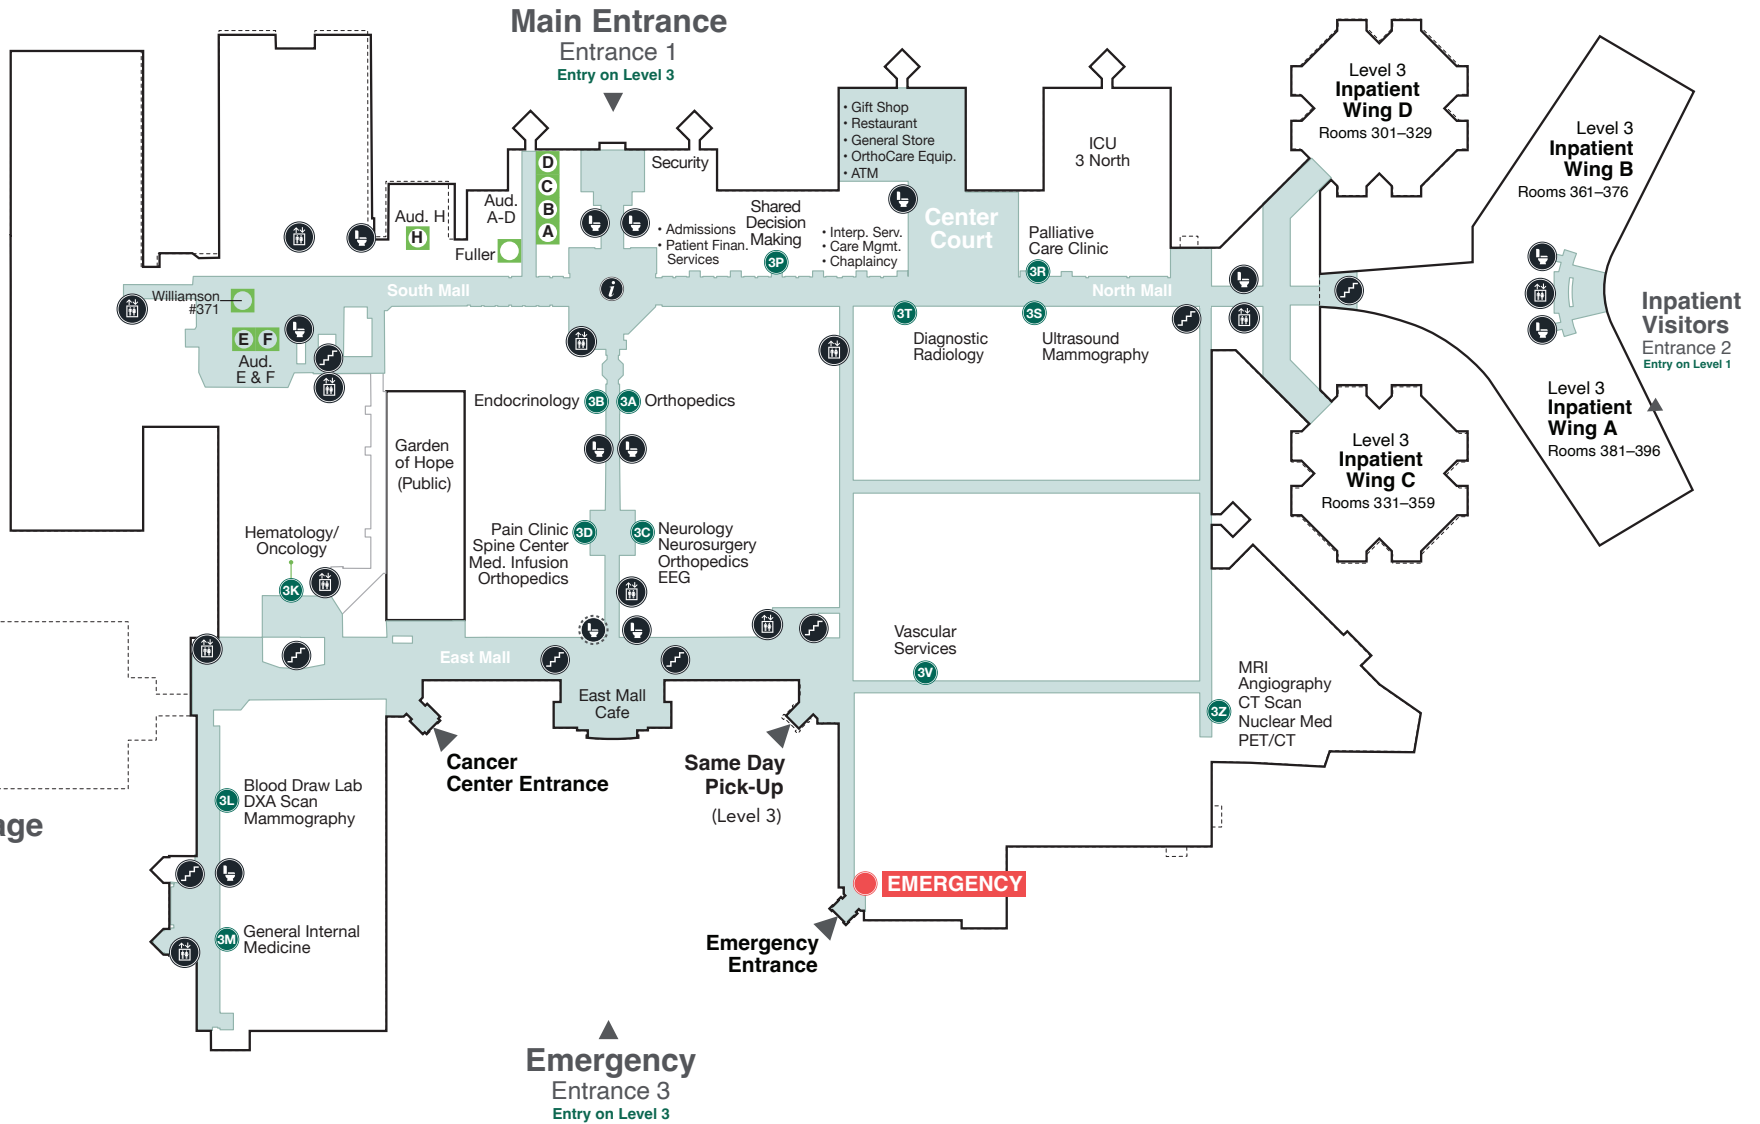 Main Entrance
Entrance 1
Entry on Level 3
D
C
B
A
Security
Aud.
A-D
Fuller
Aud. H
H
Williamson
#371
E F
Aud.
E & F
South Mall
• Admissions
• Patient Finan.
Services
Shared
Decision
Making
3P
• Interp. Serv.
• Care Mgmt.
• Chaplaincy
• Gift Shop
• Restaurant
• General Store
• OrthoCare Equip.
• ATM
Center
Court
ICU
3 North
Palliative
Care Clinic
3R
North Mall
i
3T
Diagnostic
Radiology
3S
Ultrasound
Mammography
Level 3
Inpatient
Wing D
Rooms 301–329
Level 3
Inpatient
Wing B
Rooms 361–376
Inpatient
Visitors
Entrance 2
Entry on Level 1
Level 3
Inpatient
Wing A
Rooms 381–396
Level 3
Inpatient
Wing C
Rooms 331–359
Endocrinology 3B
3A Orthopedics
Garden
of Hope
(Public)
Pain Clinic 3D
Spine Center
Med. Infusion
Orthopedics
3C Neurology
Neurosurgery
Orthopedics
EEG
Hematology/
Oncology
3K
East Mall
East Mall
Cafe
Vascular
Services
3V
3Z
MRI
Angiography
CT Scan
Nuclear Med
PET/CT
Cancer
Center Entrance
Same Day
Pick-Up
(Level 3)
3L
Blood Draw Lab
DXA Scan
Mammography
age
3M
General Internal
Medicine
EMERGENCY
Emergency
Entrance
Emergency
Entrance 3
Entry on Level 3